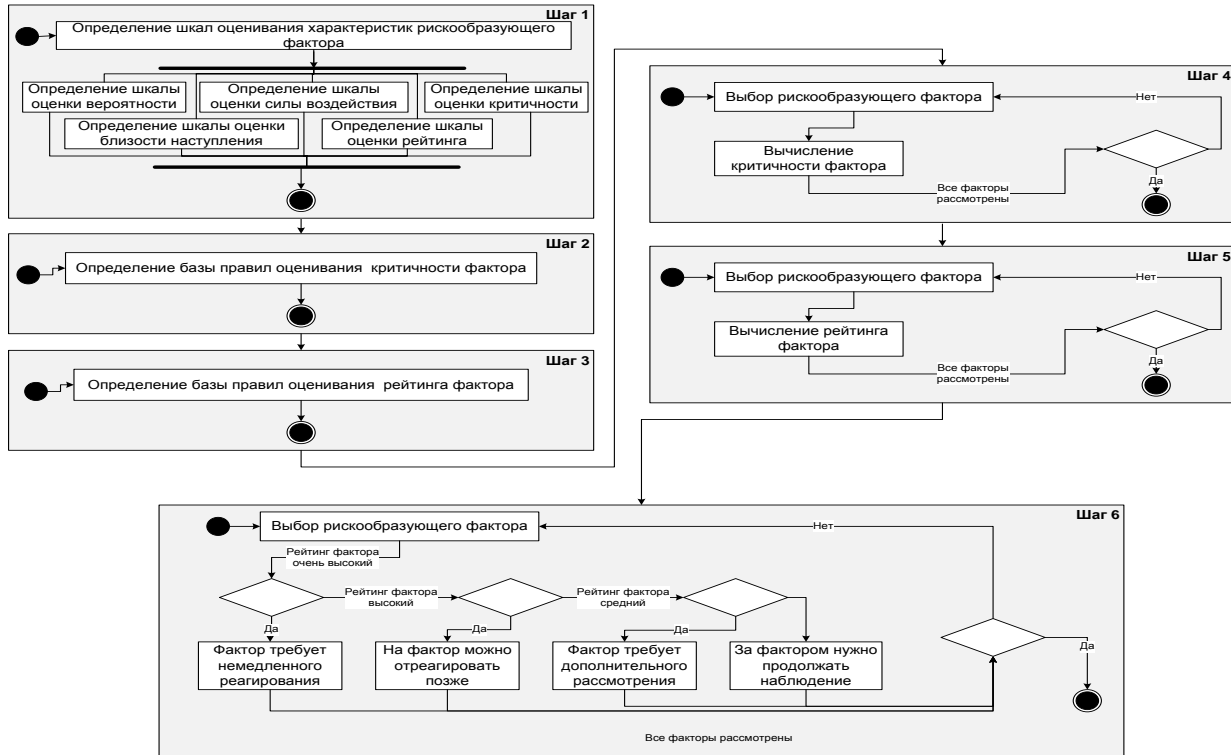 Шаг 1
Определение шкал оценивания характеристик рискообразующего
фактора
Определение шкалы
оценки вероятности
Определение шкалы
оценки силы воздействия
Определение шкалы
оценки критичности
Определение шкалы оценки
близости наступления
Определение шкалы
оценки рейтинга
Шаг 2
Определение базы правил оценивания критичности фактора
Шаг 3
Определение базы правил оценивания рейтинга фактора
Шаг 4
Выбор рискообразующего фактора
Нет
Вычисление
критичности фактора
Все факторы
рассмотрены
Да
Шаг 5
Выбор рискообразующего фактора
Нет
Вычисление рейтинга
фактора
Все факторы
рассмотрены
Да
Шаг 6
Выбор рискообразующего фактора
Нет
Рейтинг фактора
очень высокий
Рейтинг фактора
высокий
Рейтинг фактора
средний
Да
Да
Да
Да
Фактор требует
немедленного
реагирования
На фактор можно
отреагировать
позже
Фактор требует
дополнительного
рассмотрения
За фактором нужно
продолжать
наблюдение
Все факторы рассмотрены